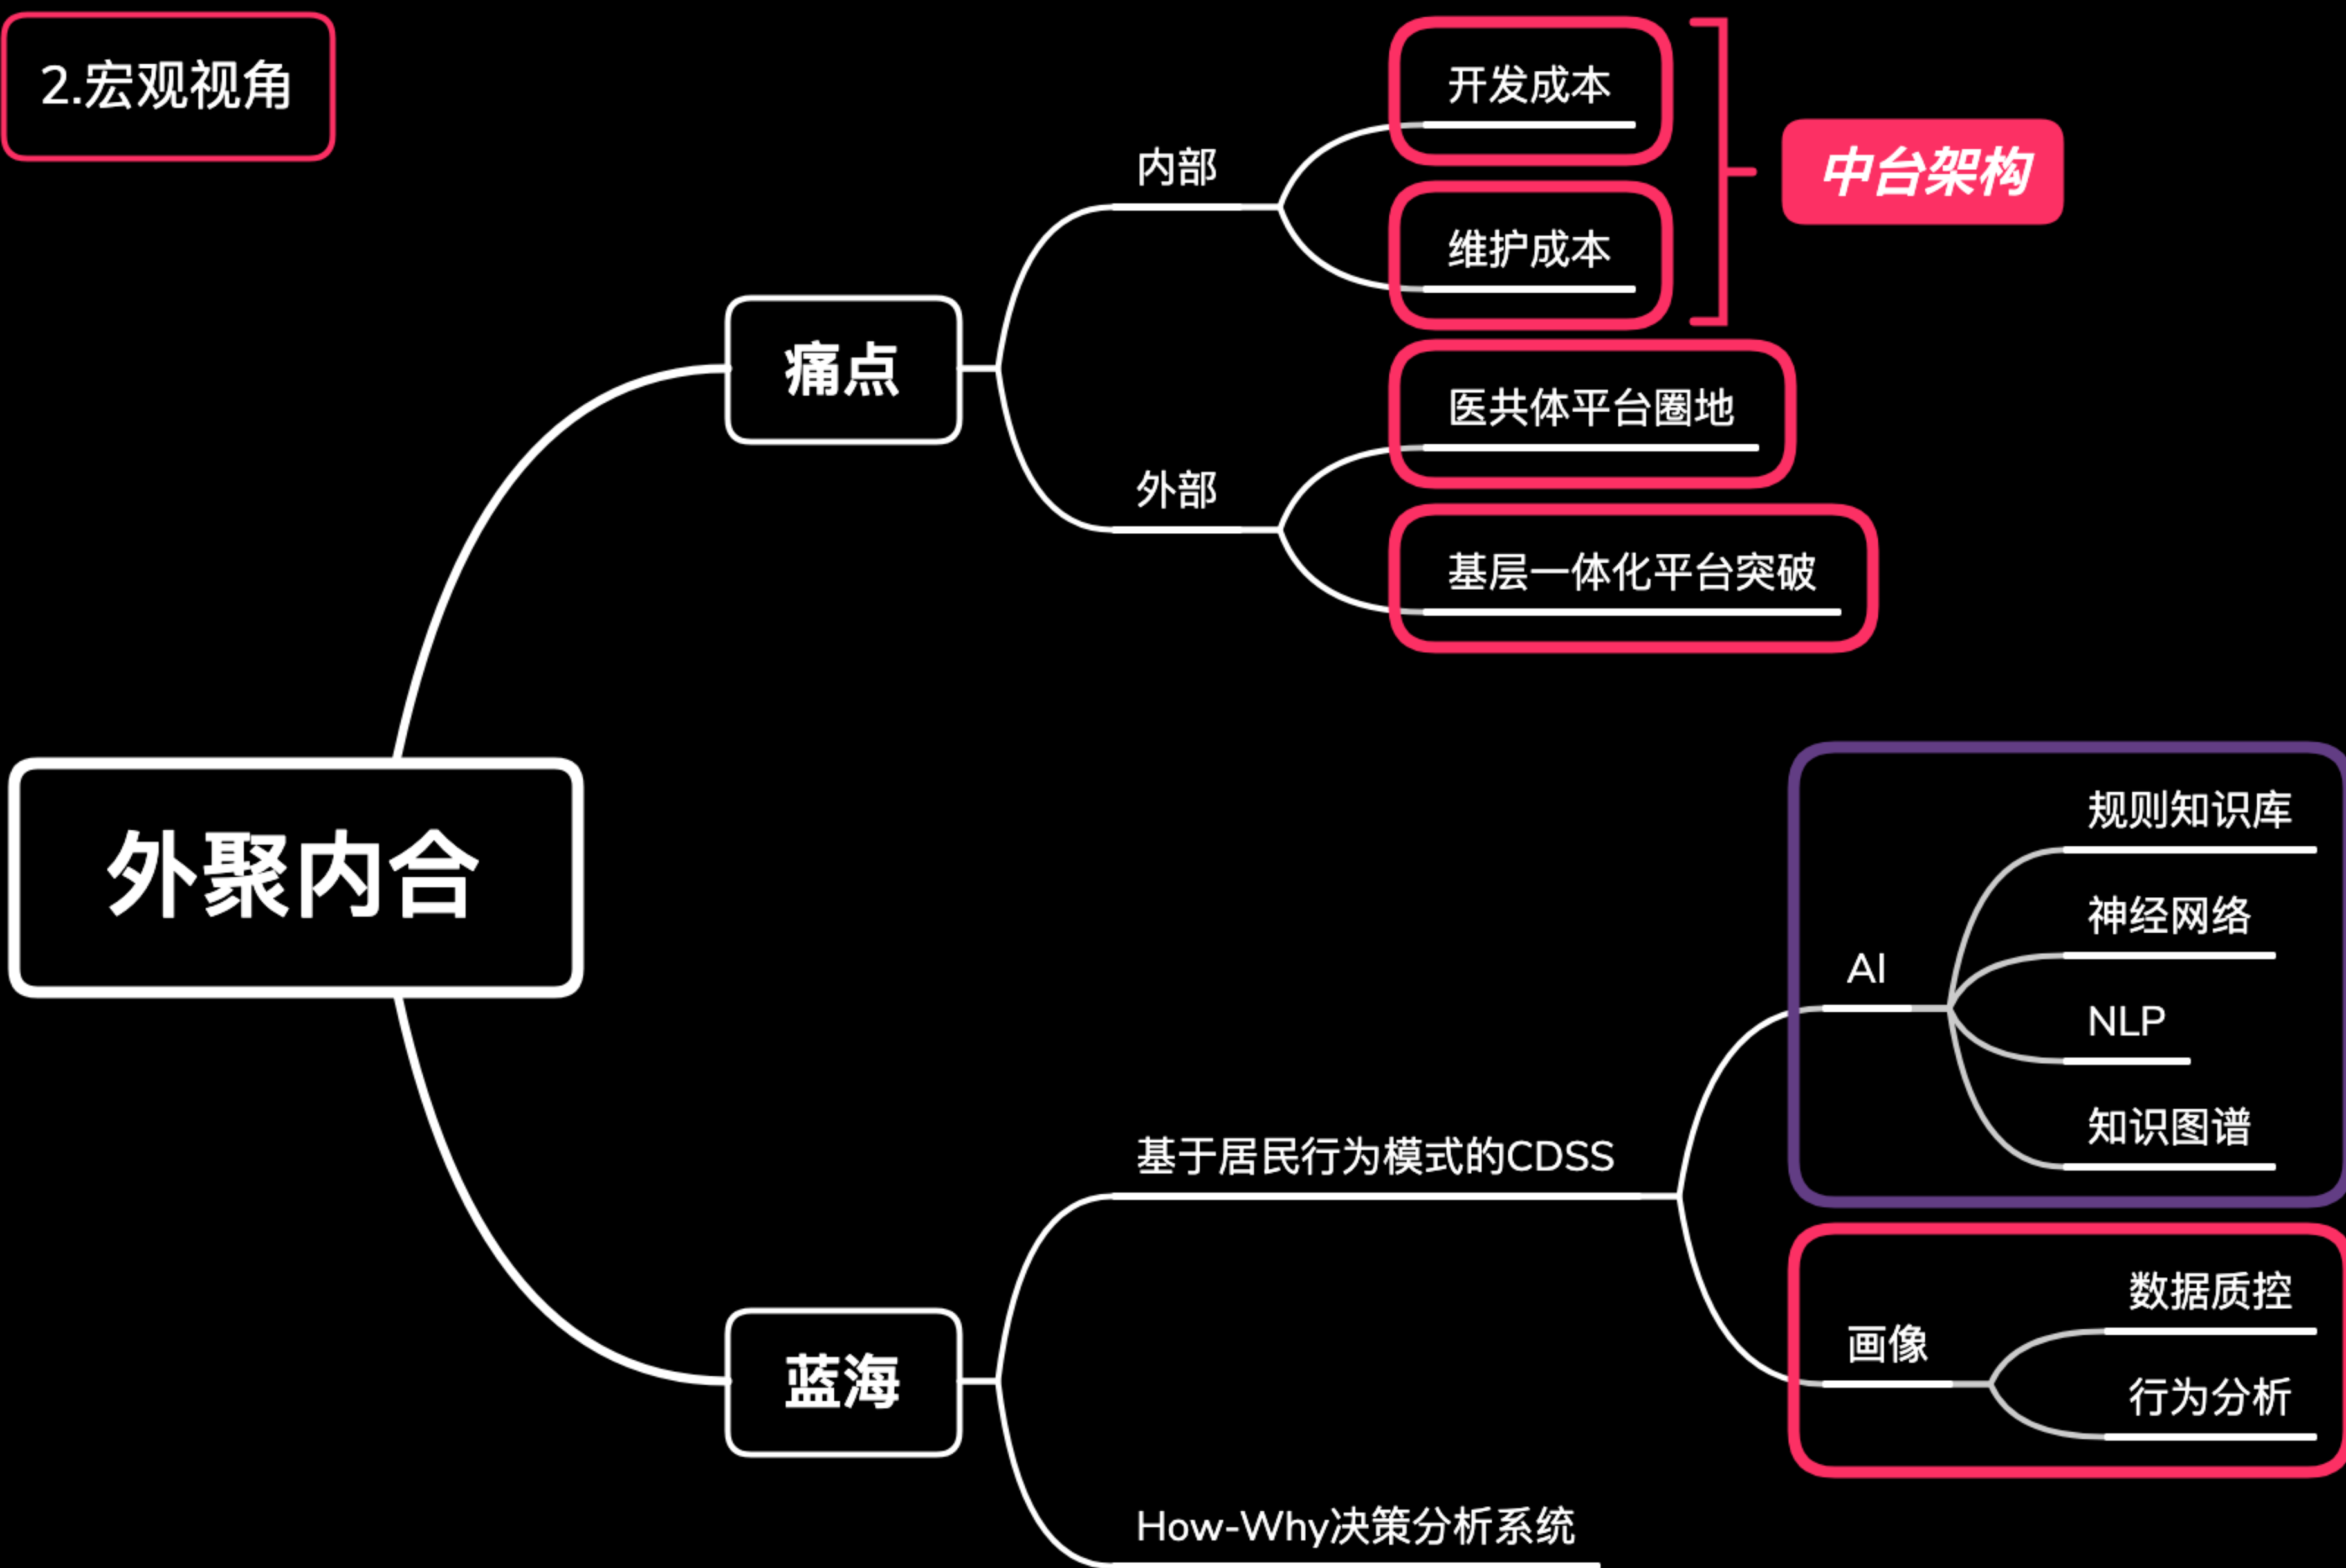 2.宏观视角
开发成本
中台架构
内部
维护成本
痛点
医共体平台圈地
外部
基层一体化平台突破
外聚内合
规则知识库
神经网络
AI
NLP
知识图谱
基于居民行为模式的CDSS
数据质控
画像
行为分析
蓝海
How-Why决策分析系统